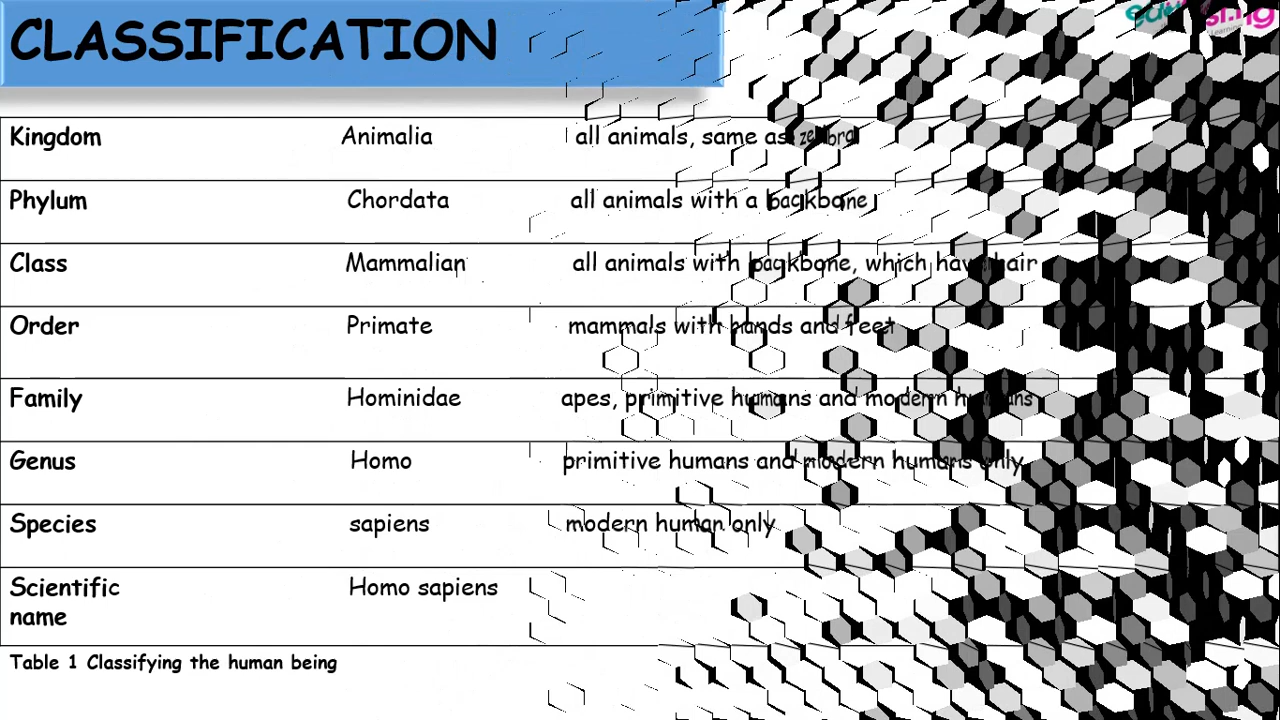 CLASSIFICATION
Kingdom Animalia all animals, same as zebra
Phylum Chordata all animals with a backbone
Class Mammalian all animals with backbone, which have hair
Order Primate mammals with hands and feet
Family Hominidae apes, primitive humans and modern humans
Genus Homo primitive humans and modern humans only
Species sapiens modern human only
Scientific name Homo sapiens
Table 1 Classifying the human being